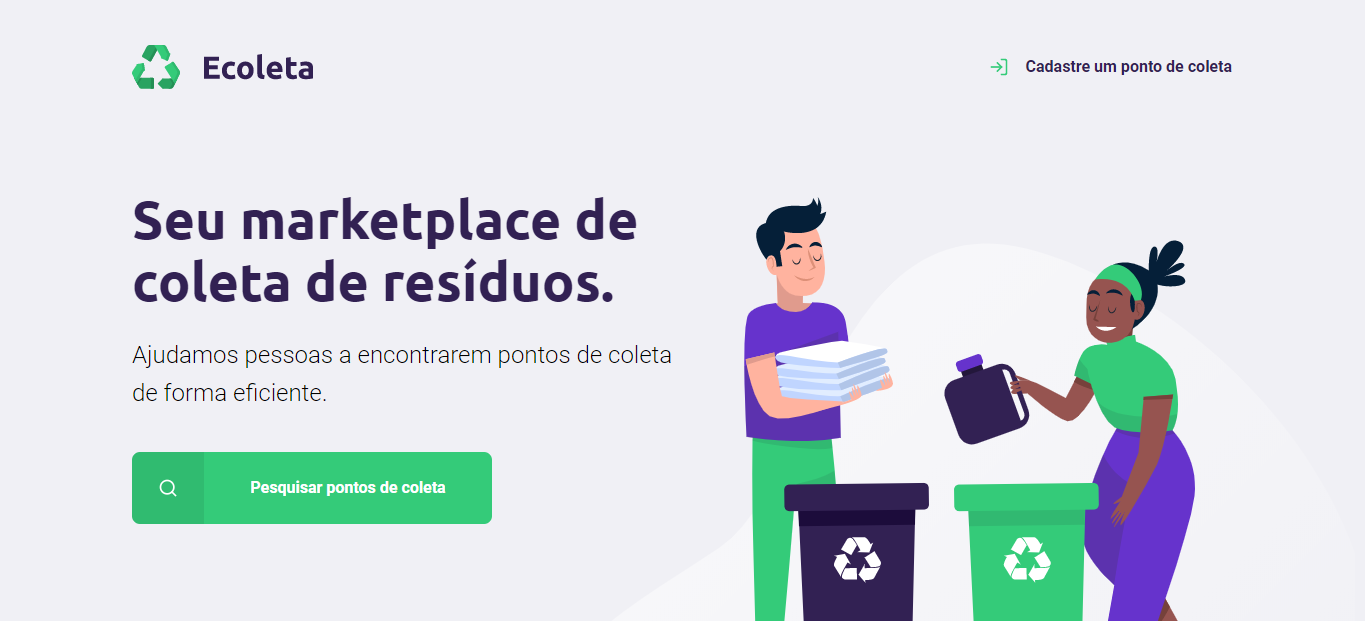 Ecoleta
Cadastre um ponto de coleta
Seu marketplace de
coleta de resíduos.
Ajudamos pessoas a encontrarem pontos de coleta
de forma eficiente.
Pesquisar pontos de coleta